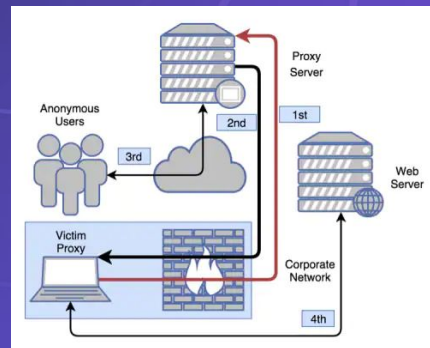 Proxy
Server
Anonymous
Users
1st
2nd
3rd
Web
Server
Victim
Proxy
Corporate
Network
4th